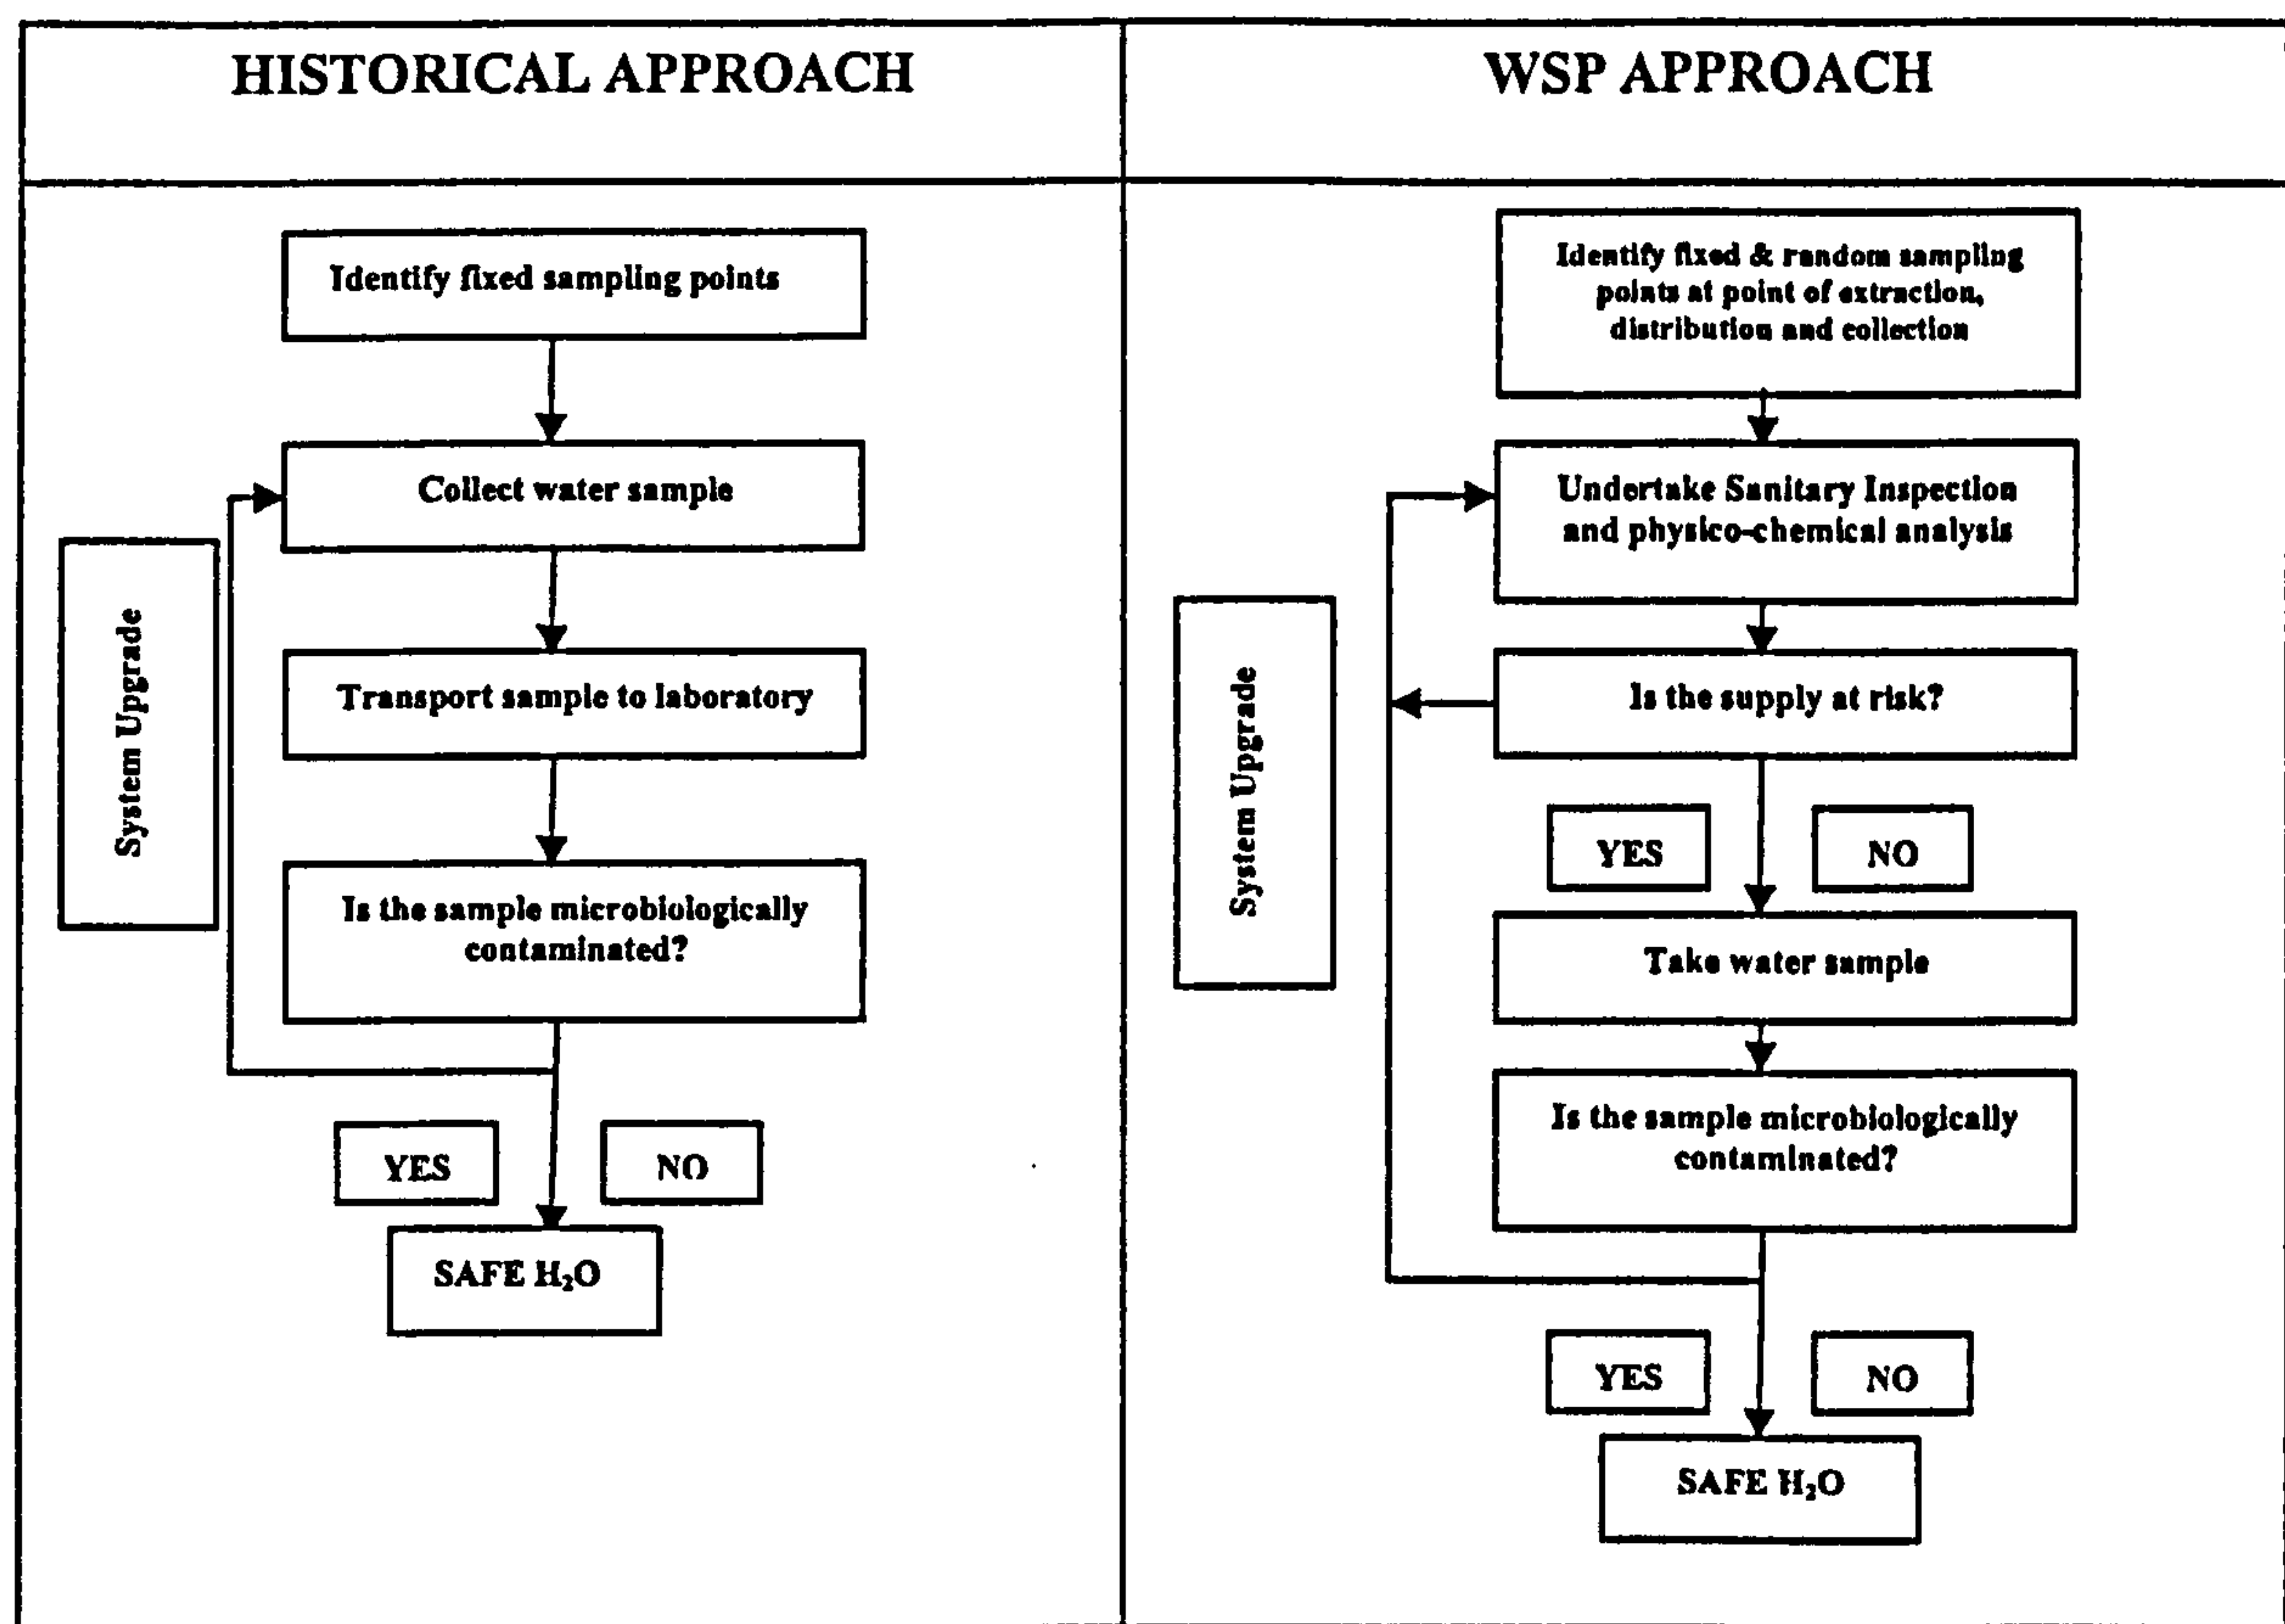 HISTORICAL APPROACH
Identify fixed sampling points
Collect water sample
System Upgrade
Transport sample to laboratory
Is the sample microbiologically
contaminated?
YES
NO
SAFE H₂O
WSP APPROACH
Identify fixed & random sampling
points at point of extraction,
distribution and collection
Undertake Sanitary Inspection
and physico-chemical analysis
System Upgrade
Is the supply at risk?
YES
NO
Take water sample
Is the sample microbiologically
contaminated?
YES
NO
SAFE H₂O